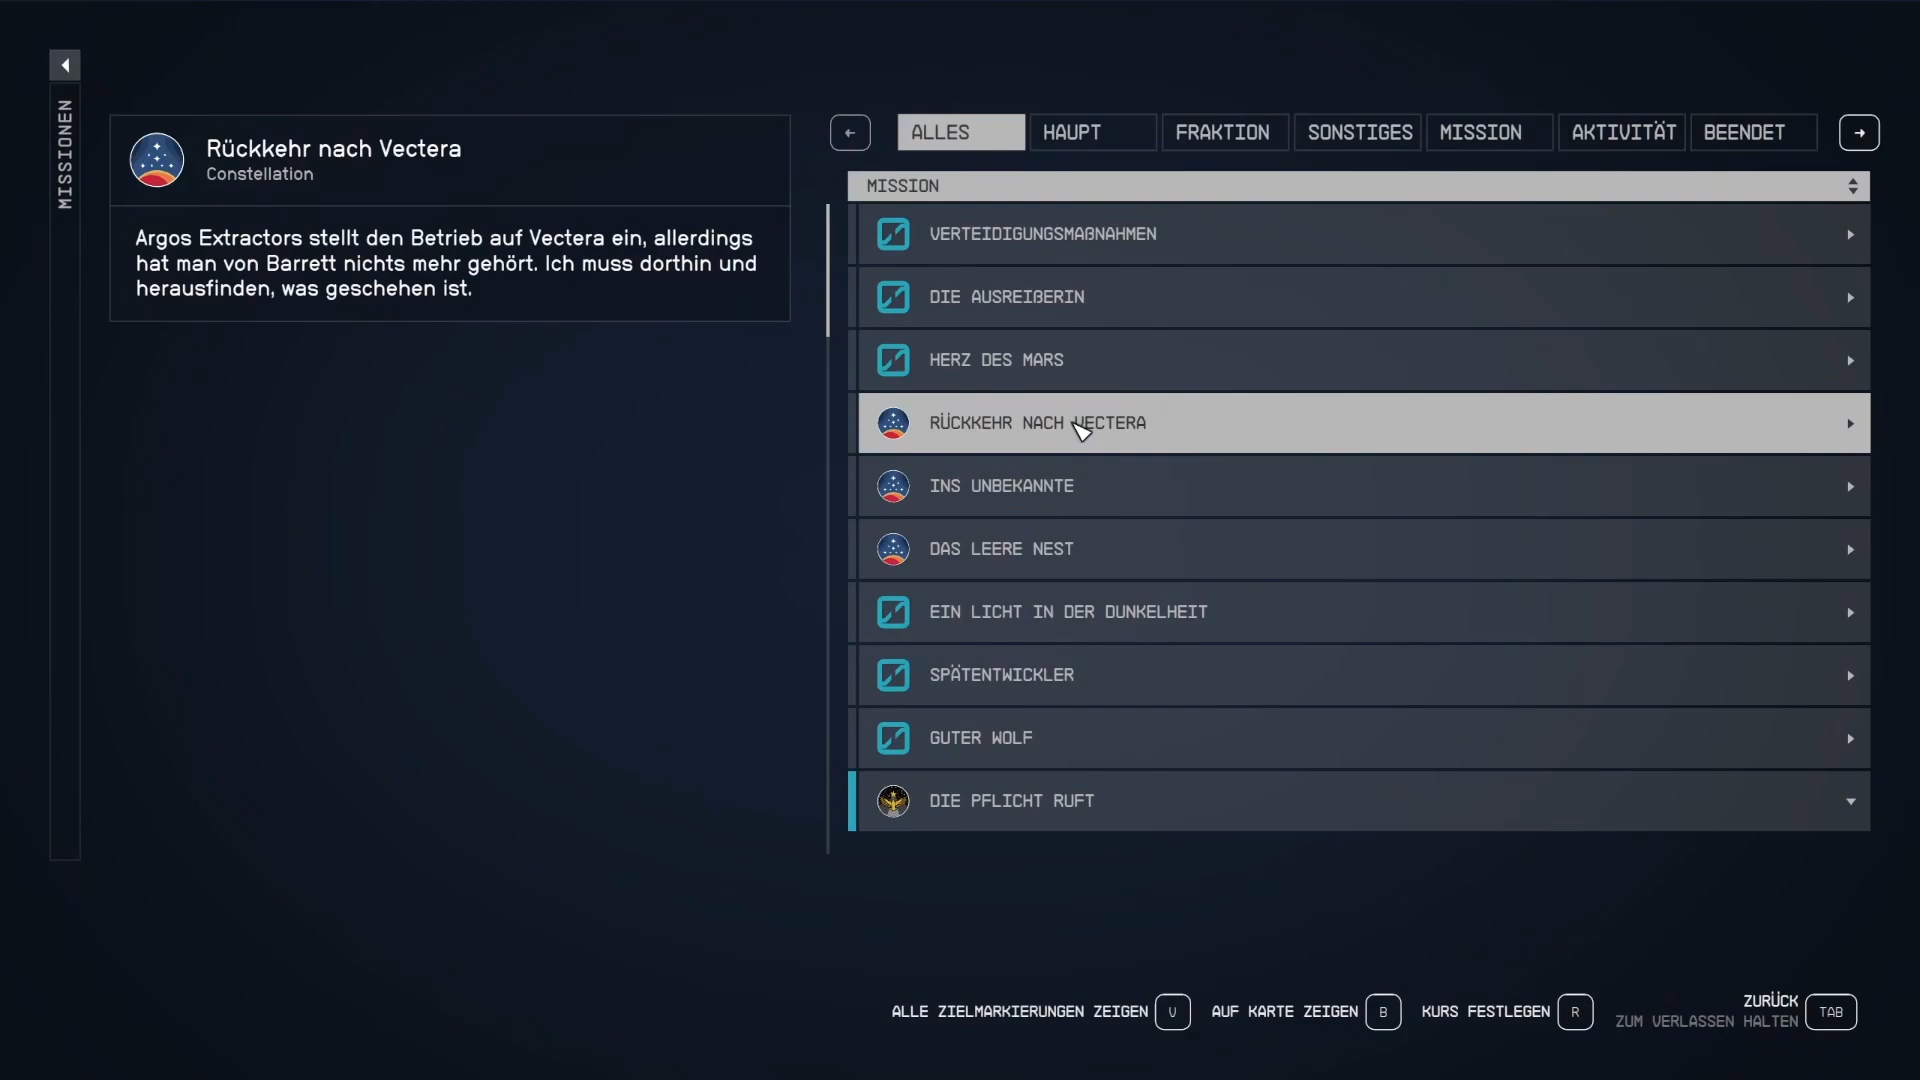 MISSIONEN
Rückkehr nach Vectera
Constellation
Argos Extractors stellt den Betrieb auf Vectera ein, allerdings
hat man von Barrett nichts mehr gehört. Ich muss dorthin und
herausfinden, was geschehen ist.
ALLES HAUPT FRAKTION SONSTIGES MISSION AKTIVITÄT BEENDET
MISSION
VERTEIDIGUNGSMAßNAHMEN
DIE AUSREIßERIN
HERZ DES MARS
RÜCKKEHR NACH VECTERA
INS UNBEKANNTE
DAS LEERE NEST
EIN LICHT IN DER DUNKELHEIT
SPÄTENTWICKLER
GUTER WOLF
DIE PFLICHT RUFT
ALLE ZIELMARKIERUNGEN ZEIGEN V AUF KARTE ZEIGEN B KURS FESTLEGEN R ZURÜCK TAB
ZUM VERLASSEN HALTEN